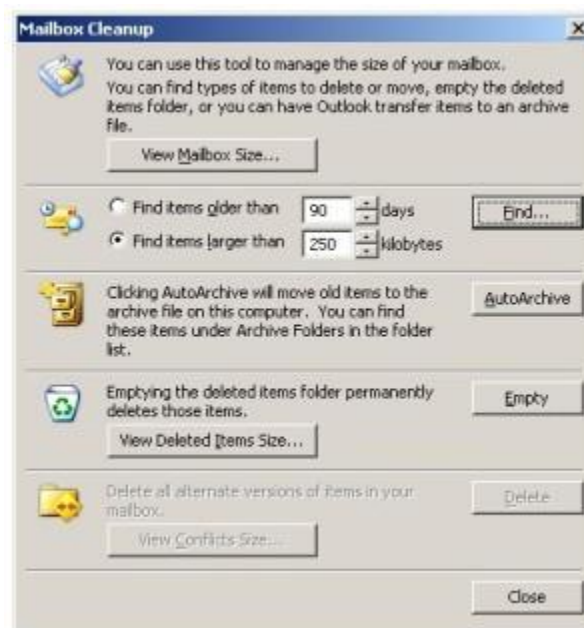 Mailbox Cleanup
You can use this tool to manage the size of your mailbox.
You can find types of items to delete or move, empty the deleted
items folder, or you can have Outlook transfer items to an archive
file.
View Mailbox Size...
Find items older than 90 days
Find...
Find items larger than 250 kilobytes
Clicking AutoArchive will move old items to the
archive file on this computer. You can find
these items under Archive Folders in the folder
list.
AutoArchive
Emptying the deleted items folder permanently
deletes those items.
Empty
View Deleted Items Size...
Delete all alternate versions of items in your
mailbox.
Delete
View Conflicts Size...
Close